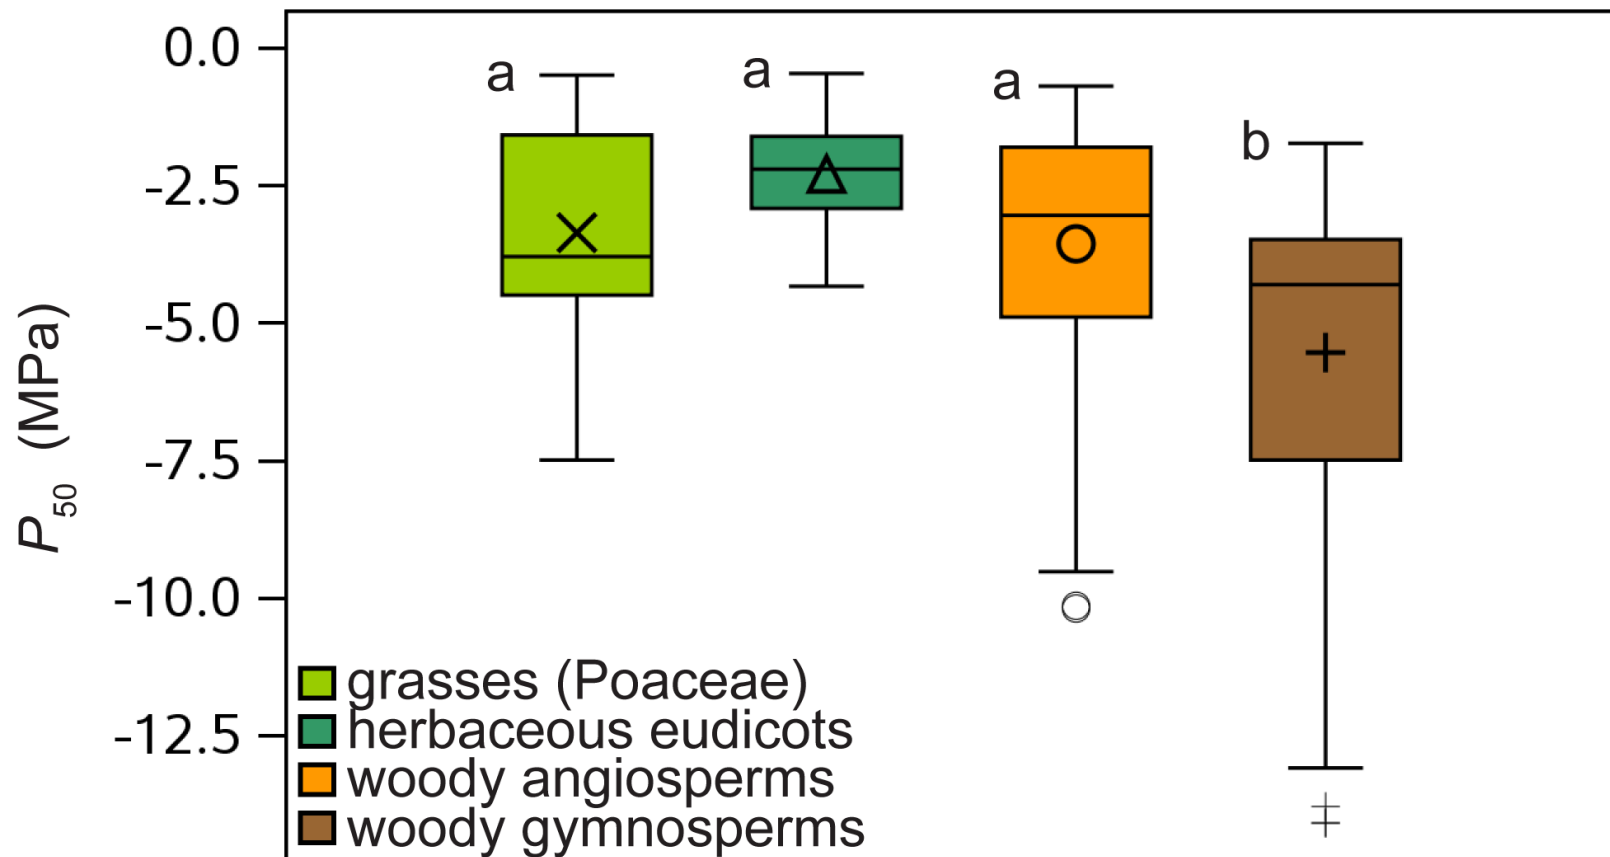 0.0
-2.5
-5.0
-7.5
-10.0
-12.5
P50 (MPa)
a
a
a
b
grasses (Poaceae)
herbaceous eudicots
woody angiosperms
woody gymnosperms